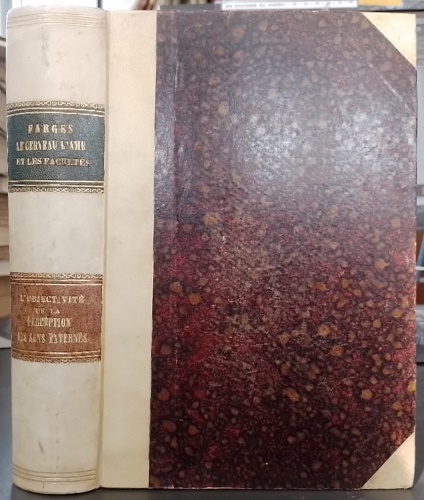 FARGES
LE CERVEAU L'AME
ET LES FACULTÉS
L'OBJECTIVITÉ
DE LA
PERCEPTION
DES SENS EXTERNES